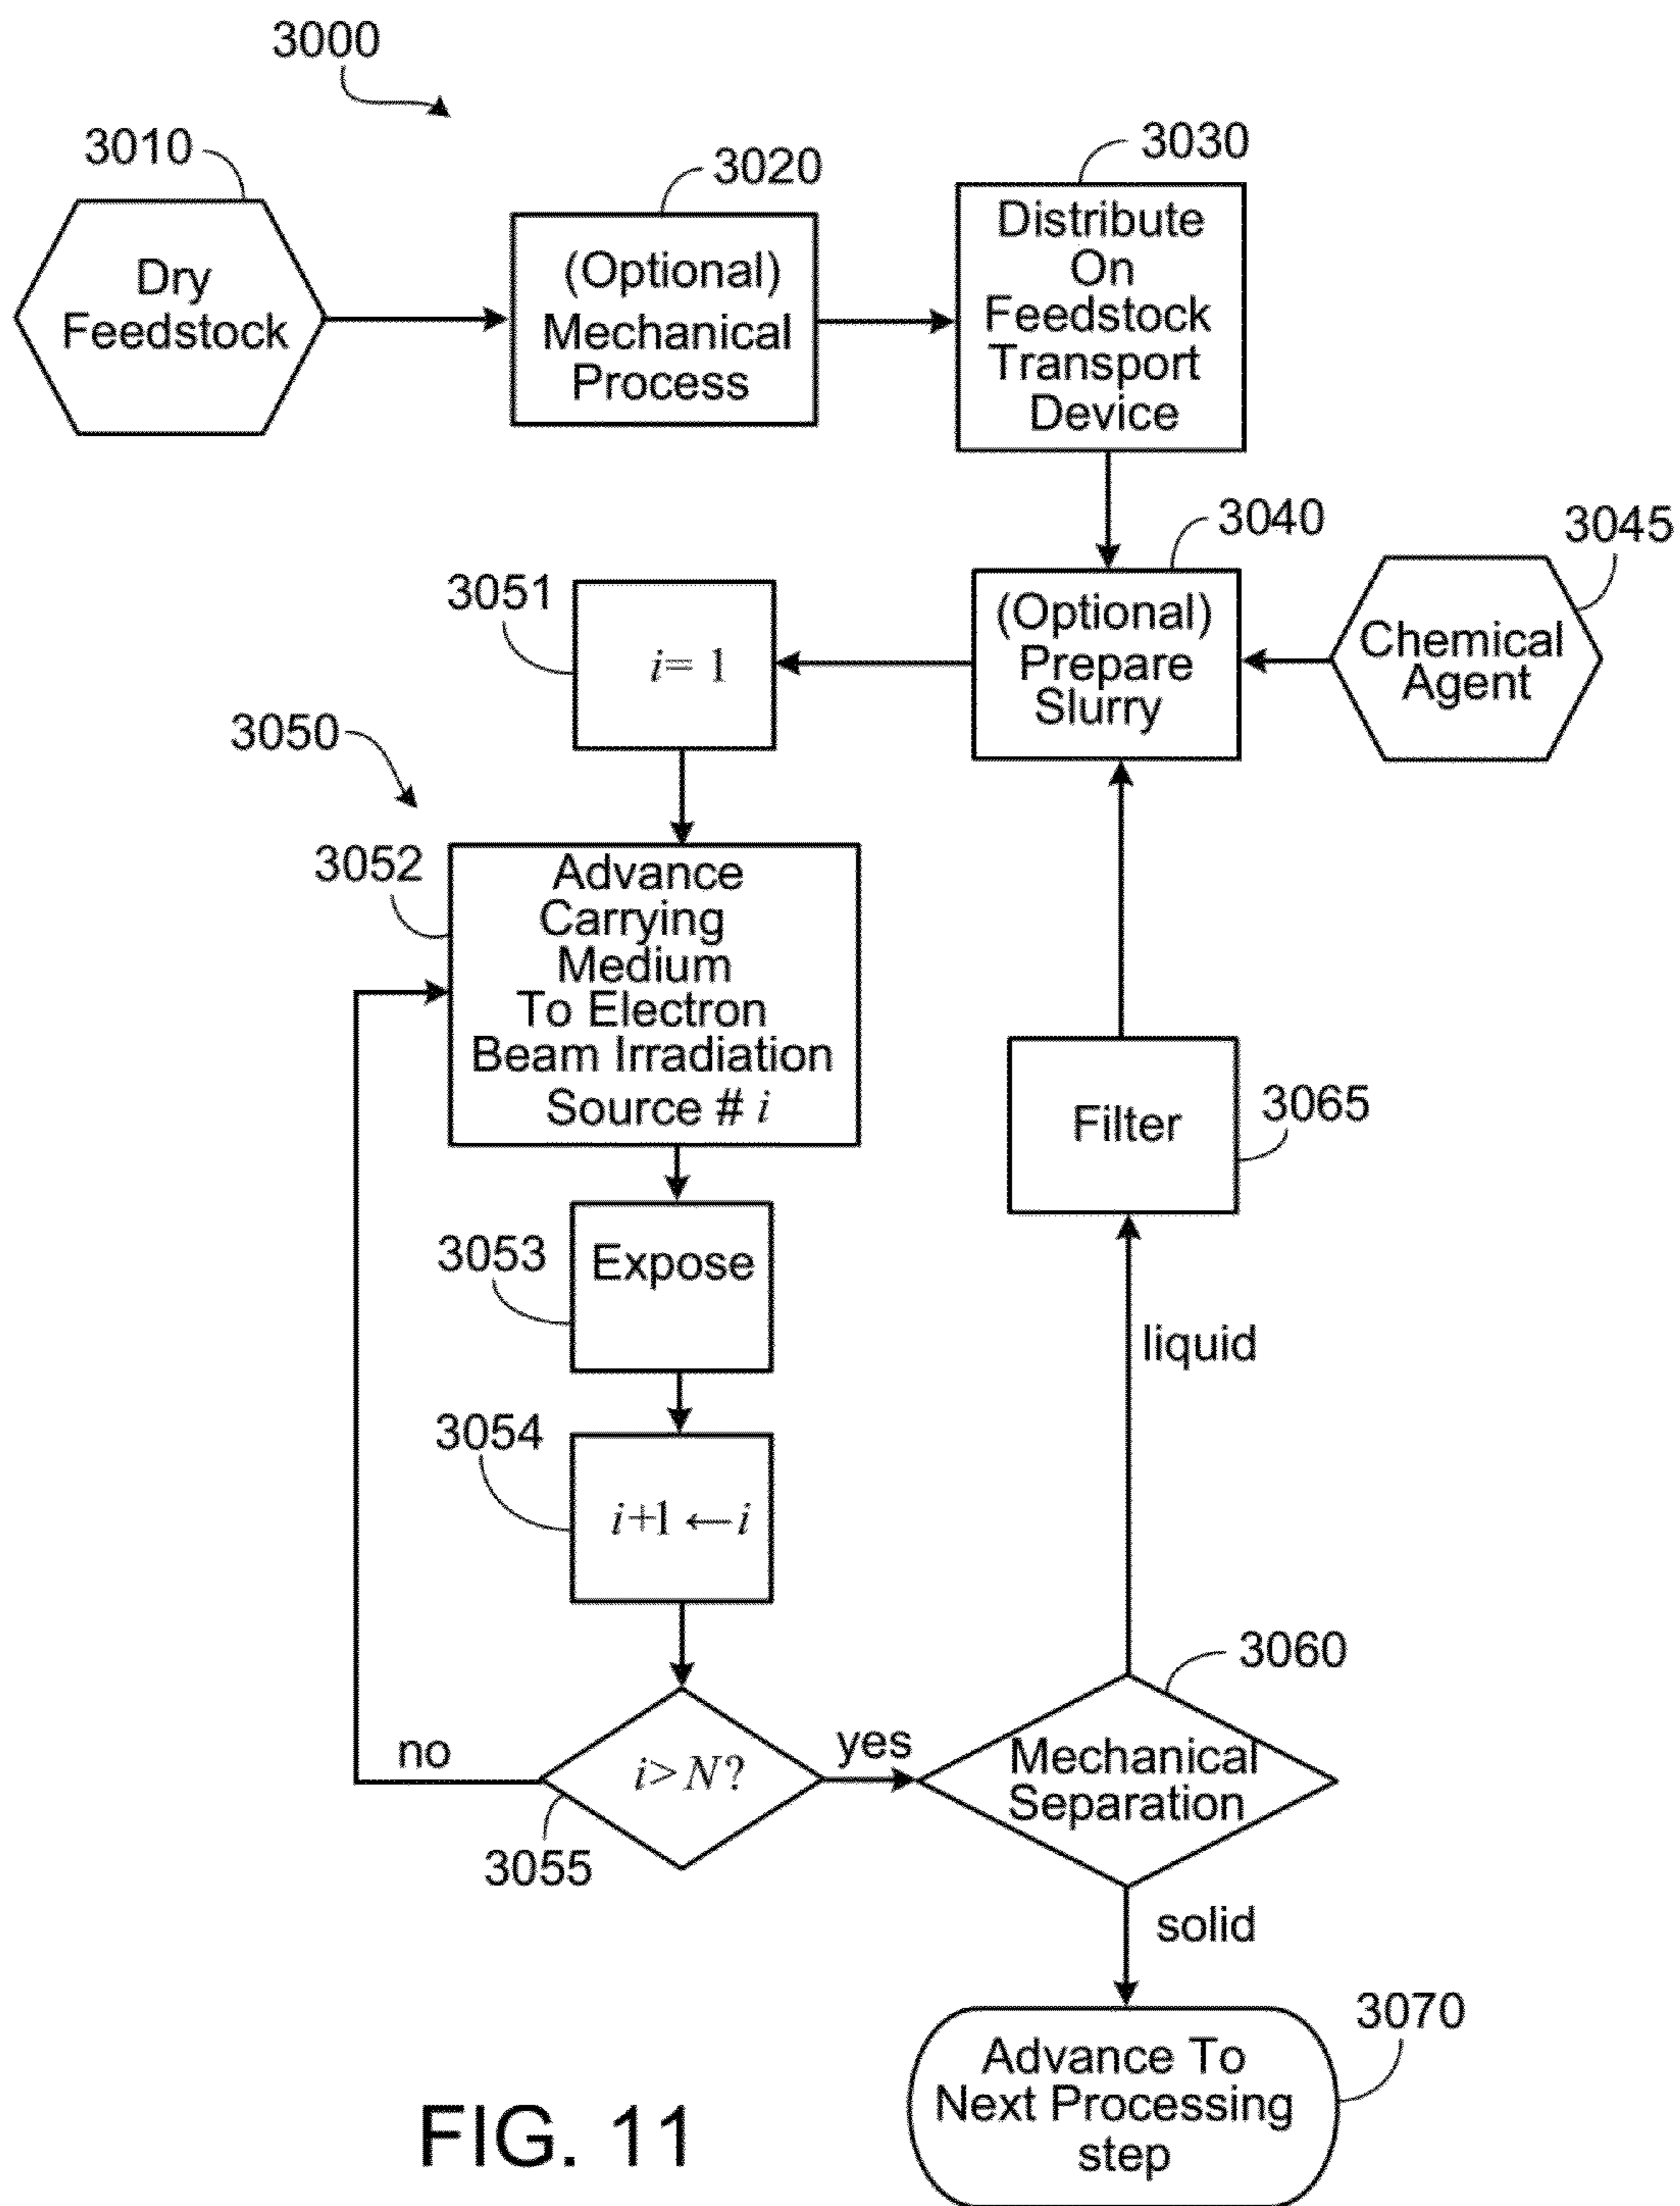 3000
3010
Dry
Feedstock
3020
(Optional)
Mechanical
Process
3030
Distribute
On
Feedstock
Transport
Device
3040
(Optional)
Prepare
Slurry
3045
Chemical
Agent
3051
i= 1
3050
3052
Advance
Carrying
Medium
To Electron
Beam Irradiation
Source # i
3053
Expose
3054
i+1 ←i
3055
i>N?
no
yes
3060
Mechanical
Separation
liquid
Filter
3065
solid
3070
Advance To
Next Processing
step
FIG. 11